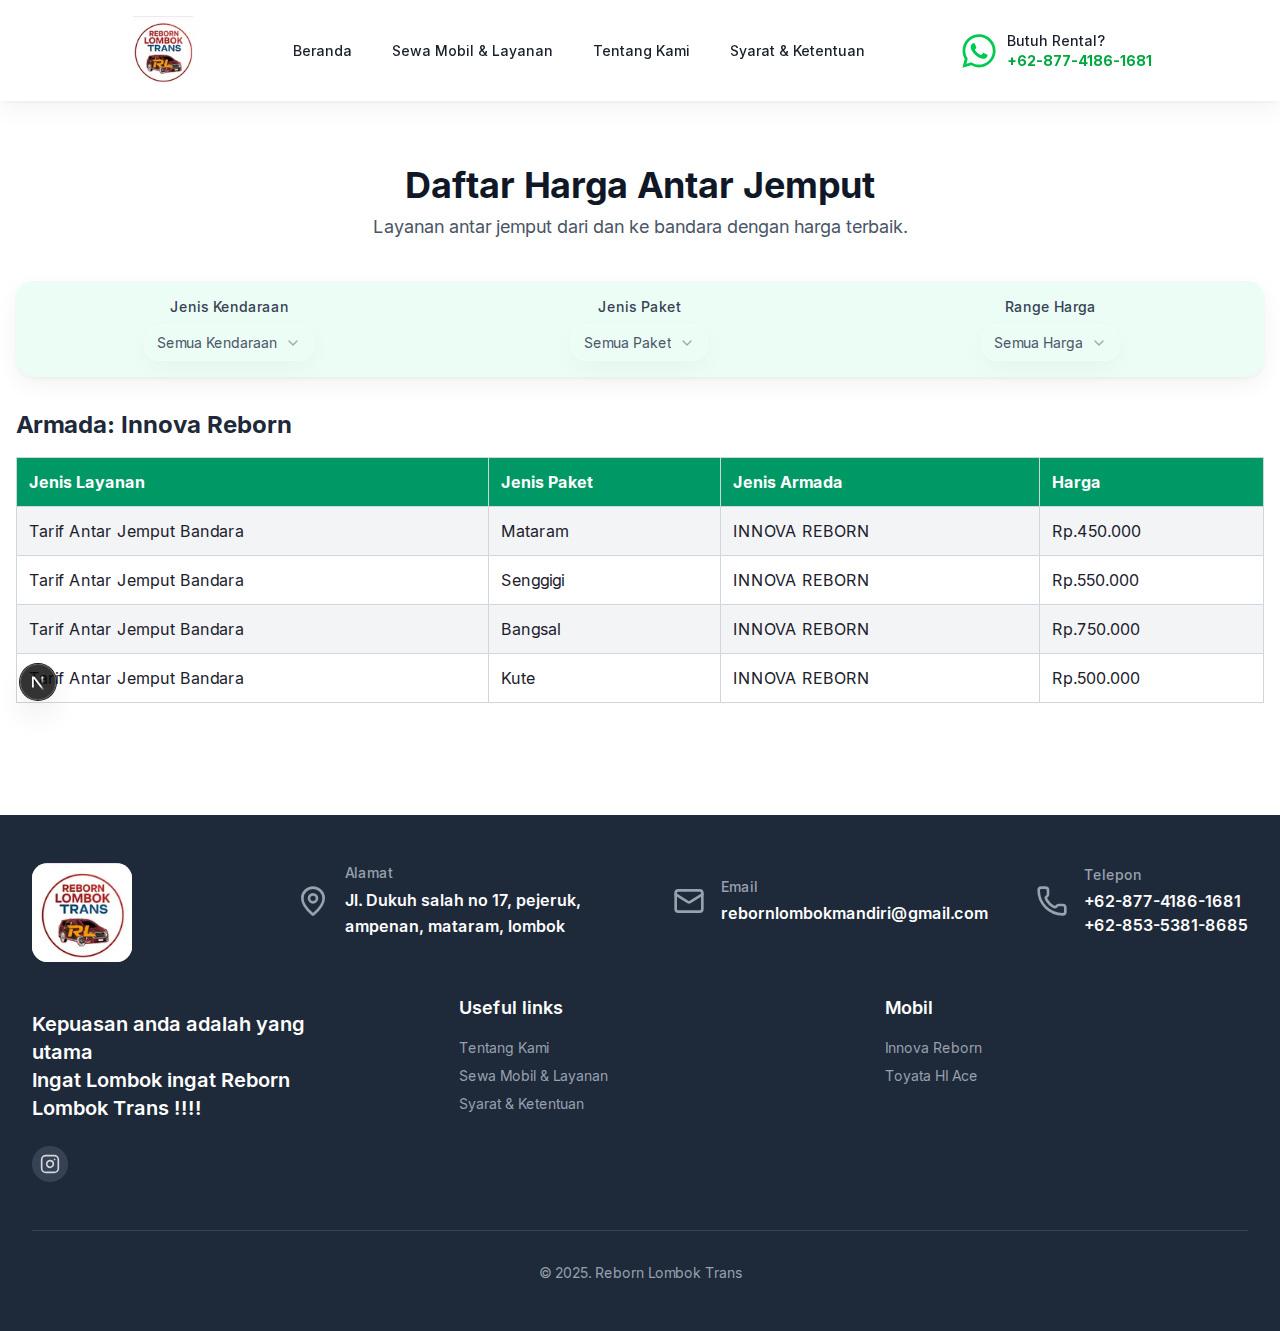 REBORN
LOMBOK
TRANS
RL
Beranda
Sewa Mobil & Layanan
Tentang Kami
Syarat & Ketentuan
Butuh Rental?
+62-877-4186-1681
Daftar Harga Antar Jemput
Layanan antar jemput dari dan ke bandara dengan harga terbaik.
Jenis Kendaraan
Jenis Paket
Range Harga
Semua Kendaraan
Semua Paket
Semua Harga
Armada: Innova Reborn
Jenis Layanan Jenis Paket Jenis Armada Harga
Tarif Antar Jemput Bandara Mataram INNOVA REBORN Rp.450.000
Tarif Antar Jemput Bandara Senggigi INNOVA REBORN Rp.550.000
Tarif Antar Jemput Bandara Bangsal INNOVA REBORN Rp.750.000
Tarif Antar Jemput Bandara Kute INNOVA REBORN Rp.500.000
N
REBORN
LOMBOK
TRANS
RL
Alamat
Jl. Dukuh salah no 17, pejeruk,
ampenan, mataram, lombok
Email
rebornlombokmandiri@gmail.com
Telepon
+62-877-4186-1681
+62-853-5381-8685
Kepuasan anda adalah yang
utama
Ingat Lombok ingat Reborn
Lombok Trans !!!!
Useful links
Tentang Kami
Sewa Mobil & Layanan
Syarat & Ketentuan
Mobil
Innova Reborn
Toyata HI Ace
© 2025. Reborn Lombok Trans